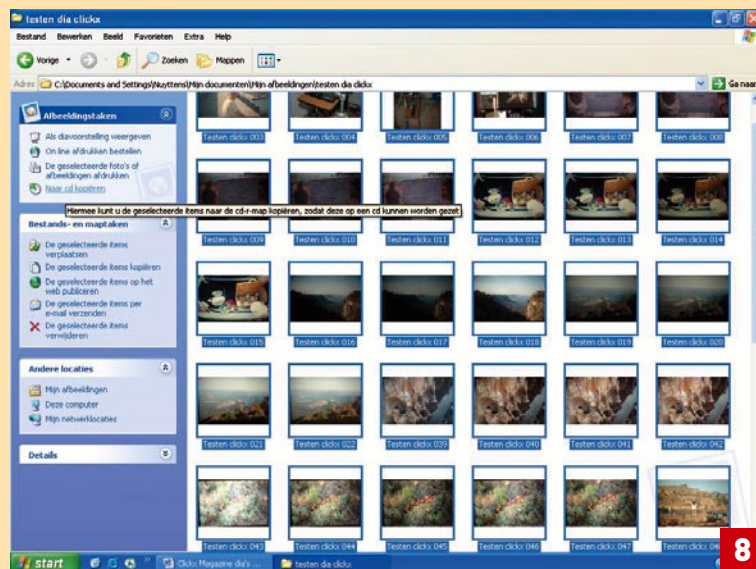 testen dia clickx
Bestand Bewerken Beeld Favorieten Extra Help
Vorige Zoeken Mappen
Adres C:\Documents and Settings\Nuyttens\Mijn documenten\Mijn afbeeldingen\testen dia clickx Ga naar
Afbeeldingstaken
Als diavoorstelling weergeven
On line afdrukken bestellen
De geselecteerde foto's of
afbeeldingen afdrukken
Naar cd kopiëren
Hiermee kunt u de geselecteerde items naar de cd-r-map kopiëren, zodat deze op een cd kunnen worden gezet
Bestands- en maptaken
De geselecteerde items
verplaatsen
De geselecteerde items kopiëren
De geselecteerde items op het
web publiceren
De geselecteerde items per
e-mail verzenden
De geselecteerde items
verwijderen
Andere locaties
Mijn afbeeldingen
Deze computer
Mijn netwerklocaties
Details
Testen clickx 003 Testen clickx 004 Testen clickx 005 Testen clickx 006 Testen clickx 007 Testen clickx 008
Testen clickx 009 Testen clickx 010 Testen clickx 011 Testen clickx 012 Testen clickx 013 Testen clickx 014
Testen clickx 015 Testen clickx 016 Testen clickx 017 Testen clickx 018 Testen clickx 019 Testen clickx 020
Testen clickx 021 Testen clickx 022 Testen clickx 039 Testen clickx 040 Testen clickx 041 Testen clickx 042
Testen clickx 043 Testen clickx 044 Testen clickx 045 Testen clickx 046 Testen clickx 047 Testen clickx
start Clickx Magazine dia's ... testen dia clickx
8